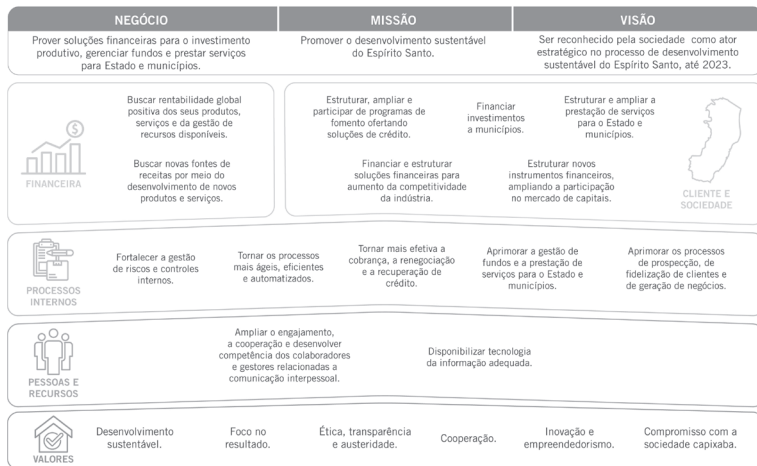 NEGÓCIO
MISSÃO
VISÃO
Prover soluções financeiras para o investimento
produtivo, gerenciar fundos e prestar serviços
para Estado e municípios.
Promover o desenvolvimento sustentável
do Espírito Santo.
Ser reconhecido pela sociedade como ator
estratégico no processo de desenvolvimento
sustentável do Espírito Santo, até 2023.
FINANCEIRA
Buscar rentabilidade global
positiva dos seus produtos,
serviços e da gestão de
recursos disponíveis.
Buscar novas fontes de
receitas por meio do
desenvolvimento de novos
produtos e serviços.
Estruturar, ampliar e
participar de programas de
fomento ofertando
soluções de crédito.
Financiar
investimentos
a municípios.
Estruturar e ampliar a
prestação de serviços
para o Estado e
municípios.
Financiar e estruturar
soluções financeiras para
aumento da competitividade
da indústria.
Estruturar novos
instrumentos financeiros,
ampliando a participação
no mercado de capitais.
CLIENTE E
SOCIEDADE
PROCESSOS
INTERNOS
Fortalecer a gestão
de riscos e controles
internos.
Tornar os processos
mais ágeis, eficientes
e automatizados.
Tornar mais efetiva a
cobrança, a renegociação
e a recuperação de
crédito.
Aprimorar a gestão de
fundos e a prestação de
serviços para o Estado e
municípios.
Aprimorar os processos
de prospecção, de
fidelização de clientes e
de geração de negócios.
PESSOAS E
RECURSOS
Ampliar o engajamento,
a cooperação e desenvolver
competência dos colaboradores
e gestores relacionadas a
comunicação interpessoal.
Disponibilizar tecnologia
da informação adequada.
VALORES
Desenvolvimento
sustentável.
Foco no
resultado.
Ética, transparência
e austeridade.
Cooperação.
Inovação e
empreendedorismo.
Compromisso com a
sociedade capixaba.